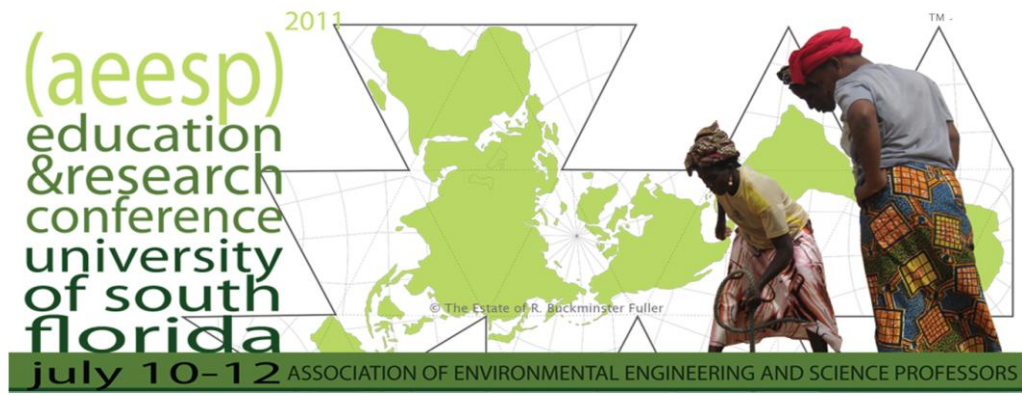 2011
(aeesp)
education
&research
conference
university
of south
florida
july 10-12
ASSOCIATION OF ENVIRONMENTAL ENGINEERING AND SCIENCE PROFESSORS
© The Estate of R. Buckminster Fuller
TM